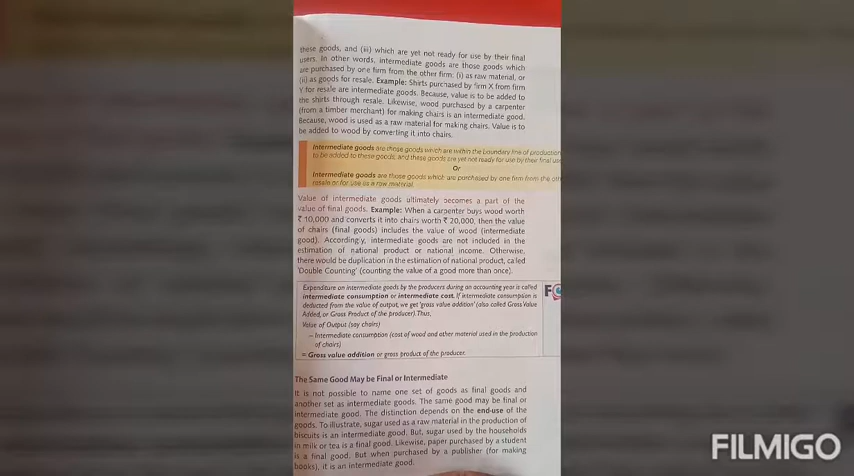 these goods, and (iii) which are yet not ready for use by their final
users. In other words, intermediate goods are those goods which
are purchased by one firm from the other firm: (i) as raw material, or
(ii) as goods for resale. Example: Shirts purchased by firm X from firm
Y for resale are intermediate goods. Because, value is to be added to
the shirts through resale. Likewise, wood purchased by a carpenter
(from a timber merchant) for making chairs is an intermediate good.
Because, wood is used as a raw material for making chairs. Value is to
be added to wood by converting it into chairs.
Intermediate goods are those goods which are within the boundary line of production
to be added to these goods, and these goods are yet not ready for use by their final
Or
Intermediate goods are those goods which are purchased by one firm from the
resale or for use as a raw material.
Value of intermediate goods ultimately becomes a part of the
value of final goods. Example: When a carpenter buys wood worth
₹ 10,000 and converts it into chairs worth ₹ 20,000, then the value
of chairs (final goods) includes the value of wood (intermediate
good). Accordingly, intermediate goods are not included in the
estimation of national product or national income. Otherwise,
there would be duplication in the estimation of national product, called
'Double Counting' (counting the value of a good more than once).
Expenditure on intermediate goods by the producers during an accounting year is called
intermediate consumption or intermediate cost. If intermediate consumption is
deducted from the value of output, we get 'gross value addition' (also called Gross Value
Added, or Gross Product of the producer). Thus,
Value of Output (say chairs)
– Intermediate consumption (cost of wood and other material used in the production
of chairs)
= Gross value addition or gross product of the producer.
The Same Good May be Final or Intermediate
It is not possible to name one set of goods as final goods and
another set as intermediate goods. The same good may be final or
intermediate good. The distinction depends on the end-use of the
goods. To illustrate, sugar used as a raw material in the production of
biscuits is an intermediate good. But, sugar used by the households
in milk or tea is a final good. Likewise, paper purchased by a student
is a final good. But when purchased by a publisher (for making
books), it is an intermediate good.
FILMIGO